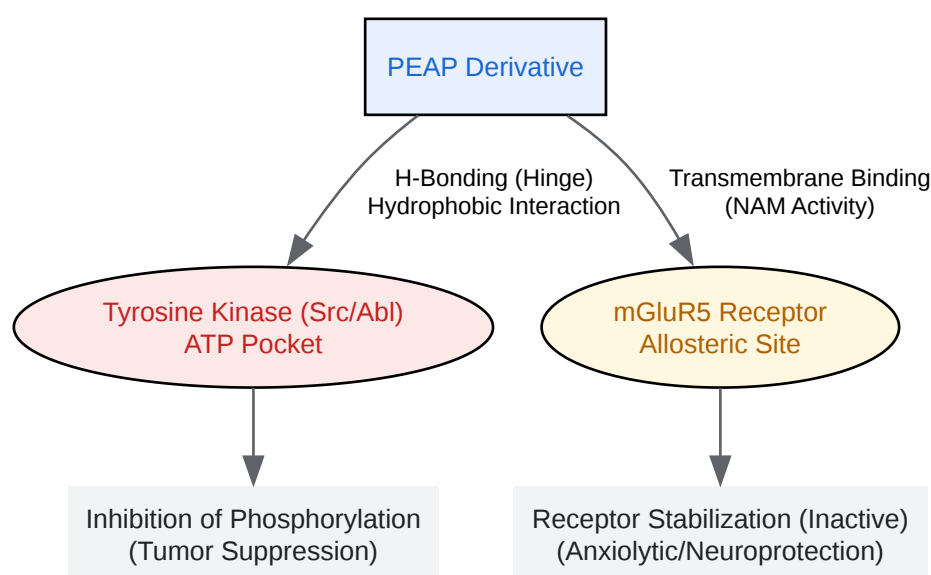 PEAP Derivative
H-Bonding (Hinge)
Hydrophobic Interaction
Transmembrane Binding
(NAM Activity)
Tyrosine Kinase (Src/Abl)
ATP Pocket
mGluR5 Receptor
Allosteric Site
Inhibition of Phosphorylation
(Tumor Suppression)
Receptor Stabilization (Inactive)
(Anxiolytic/Neuroprotection)